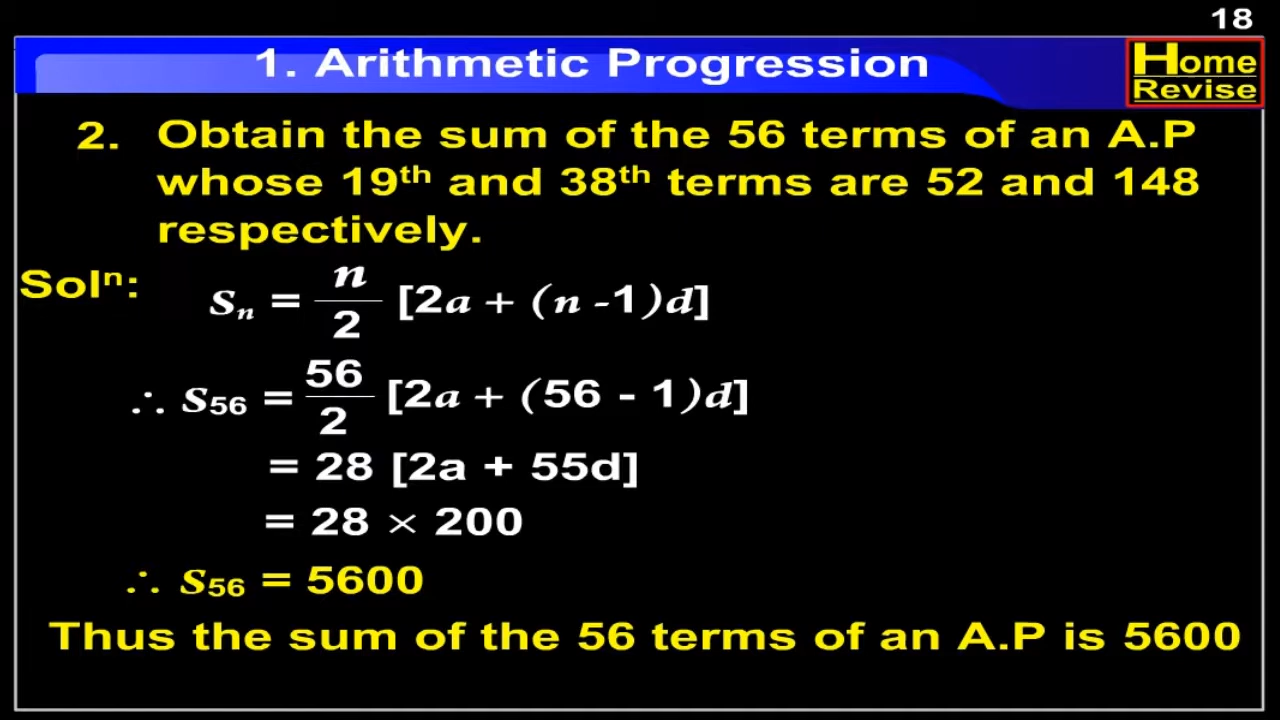 18
1. Arithmetic Progression
Home
Revise
2. Obtain the sum of the 56 terms of an A.P
whose 19th and 38th terms are 52 and 148
respectively.
Solⁿ:
Sₙ = n/2 [2a + (n -1)d]
∴ S₅₆ = 56/2 [2a + (56 - 1)d]
= 28 [2a + 55d]
= 28 × 200
∴ S₅₆ = 5600
Thus the sum of the 56 terms of an A.P is 5600